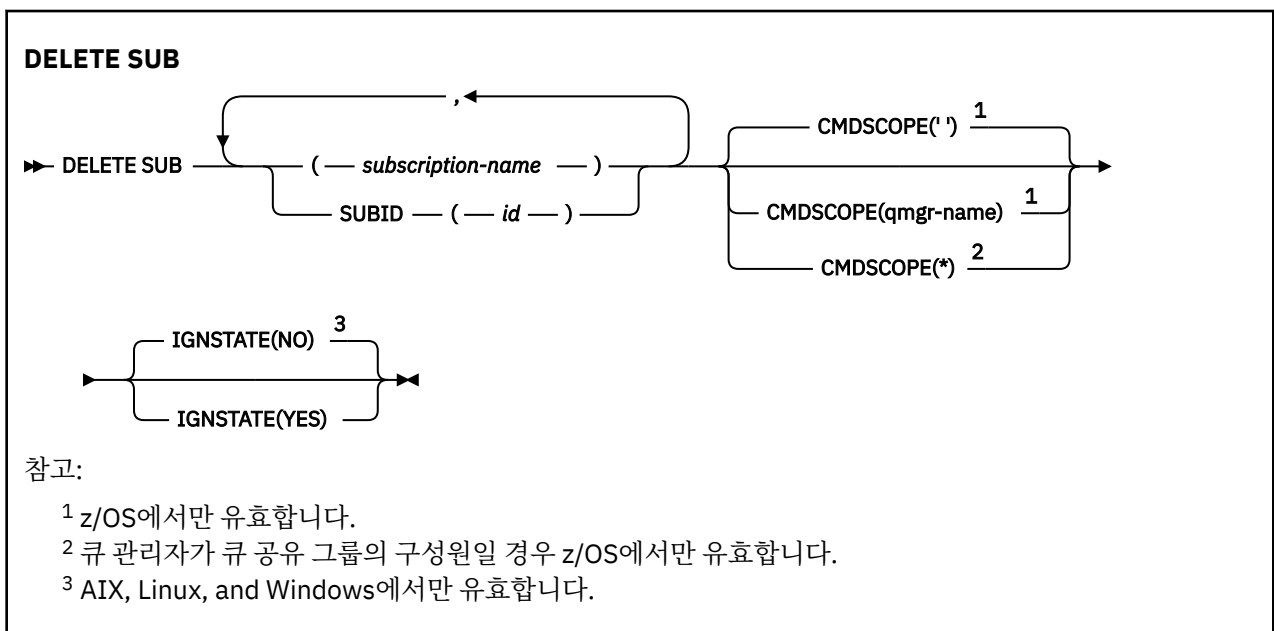 DELETE SUB
,
DELETE SUB ( subscription-name ) CMDSCOPE(' ') 1
SUBID ( id ) CMDSCOPE(qmgr-name) 1
CMDSCOPE(*) 2
IGNSTATE(NO) 3
IGNSTATE(YES)
참고:
1 z/OS에서만 유효합니다.
2 큐 관리자가 큐 공유 그룹의 구성원일 경우 z/OS에서만 유효합니다.
3 AIX, Linux, and Windows에서만 유효합니다.